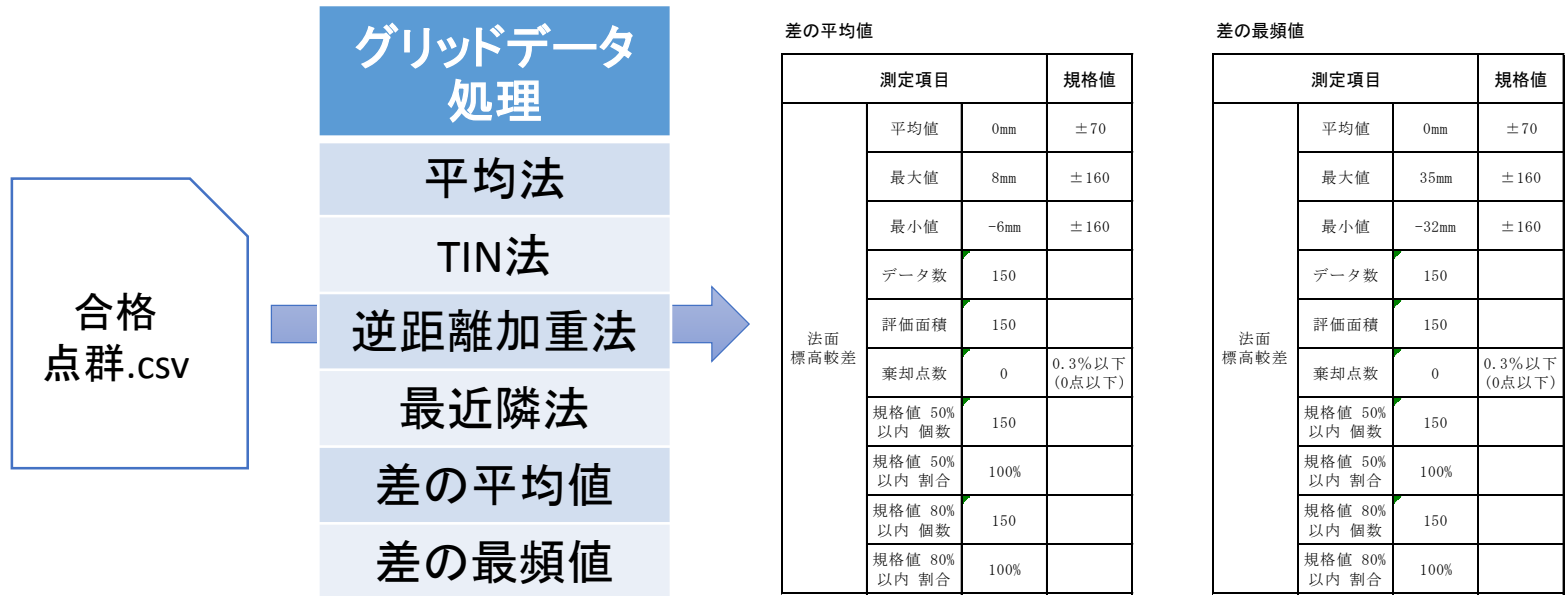 合格
点群.csv
グリッドデータ
処理
平均法
TIN法
逆距離加重法
最近隣法
差の平均値
差の最頻値
差の平均値
測定項目 規格値
法面
標高較差
平均値 0mm ±70
最大値 8mm ±160
最小値 -6mm ±160
データ数 150
評価面積 150
棄却点数 0 0.3%以下
(0点以下)
規格値 50%
以内 個数 150
規格値 50%
以内 割合 100%
規格値 80%
以内 個数 150
規格値 80%
以内 割合 100%
差の最頻値
測定項目 規格値
法面
標高較差
平均値 0mm ±70
最大値 35mm ±160
最小値 -32mm ±160
データ数 150
評価面積 150
棄却点数 0 0.3%以下
(0点以下)
規格値 50%
以内 個数 150
規格値 50%
以内 割合 100%
規格値 80%
以内 個数 150
規格値 80%
以内 割合 100%